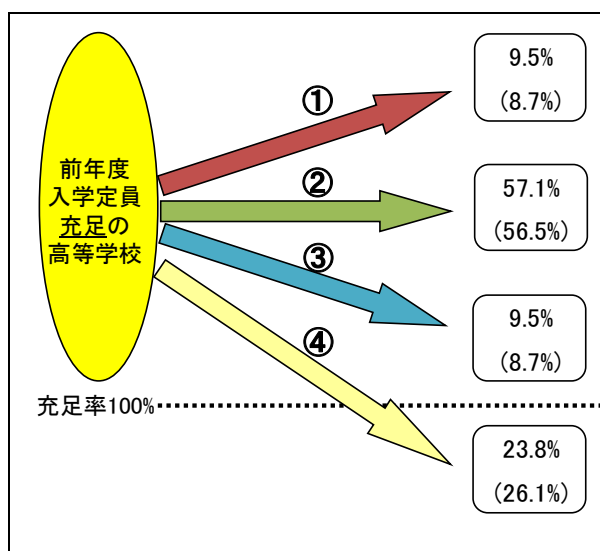 前年度
入学定員
充足の
高等学校
①
9.5%
(8.7%)
②
57.1%
(56.5%)
③
9.5%
(8.7%)
④
充足率100%
23.8%
(26.1%)